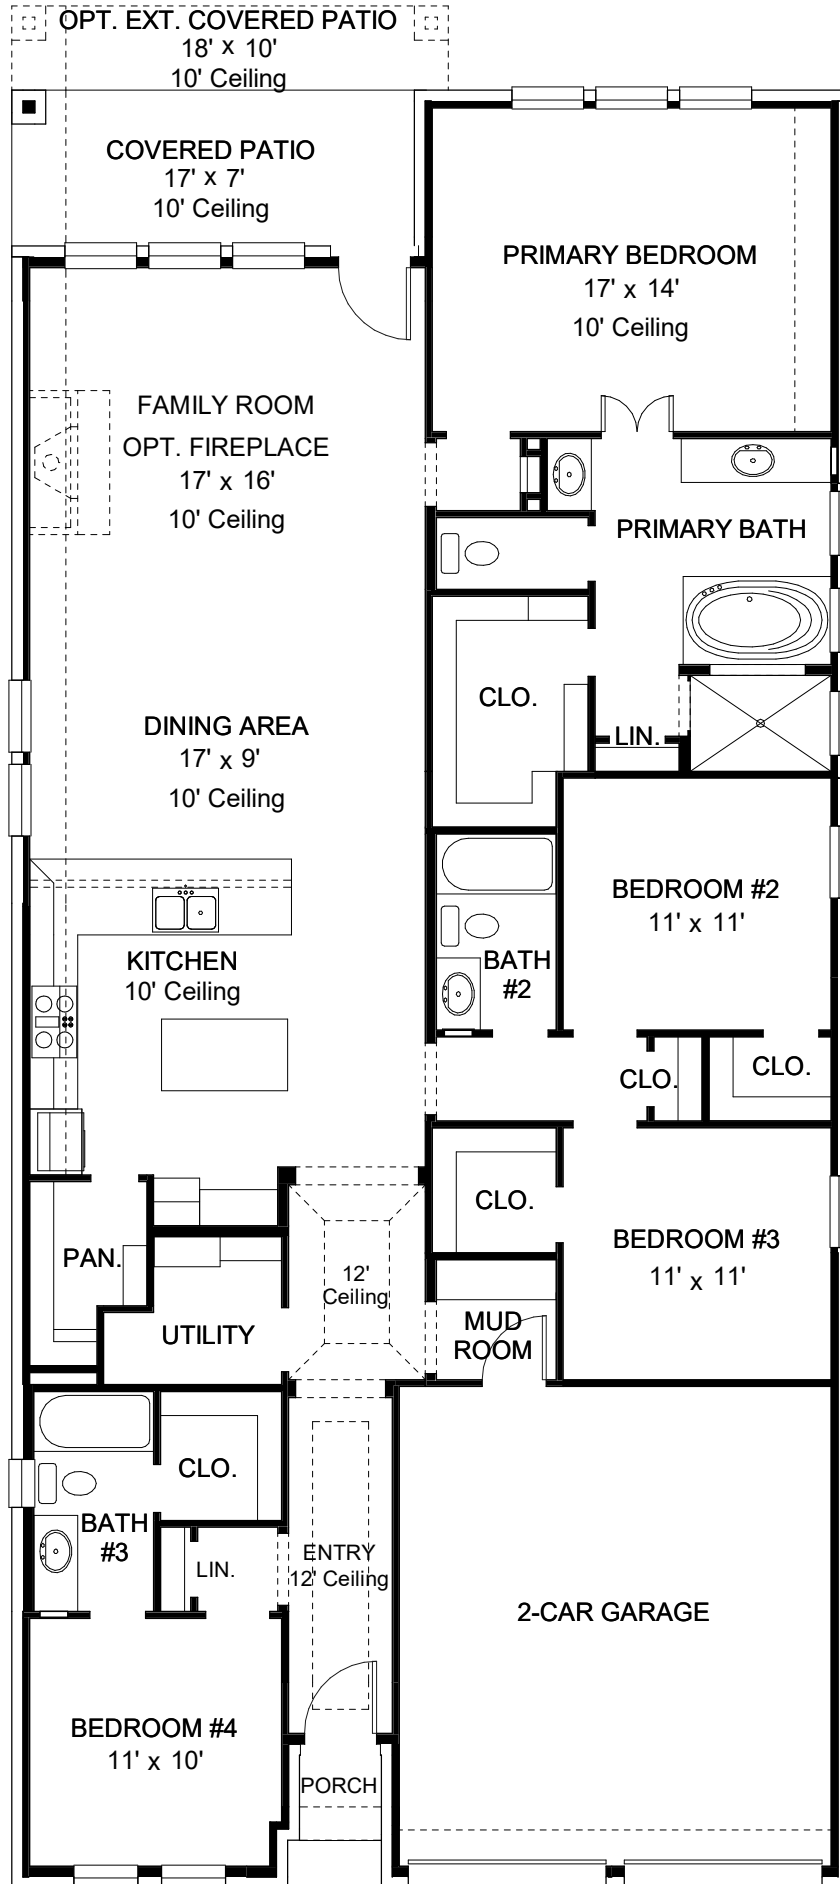 OPT. EXT. COVERED PATIO
18' x 10'
10' Ceiling
COVERED PATIO
17' x 7'
10' Ceiling
PRIMARY BEDROOM
17' x 14'
10' Ceiling
FAMILY ROOM
OPT. FIREPLACE
17' x 16'
10' Ceiling
PRIMARY BATH
CLO.
LIN.
DINING AREA
17' x 9'
10' Ceiling
BEDROOM #2
11' x 11'
KITCHEN
10' Ceiling
BATH
#2
CLO.
CLO.
CLO.
BEDROOM #3
11' x 11'
PAN.
12'
Ceiling
UTILITY
MUD
ROOM
CLO.
BATH
#3
LIN.
ENTRY
12' Ceiling
2-CAR GARAGE
BEDROOM #4
11' x 10'
PORCH